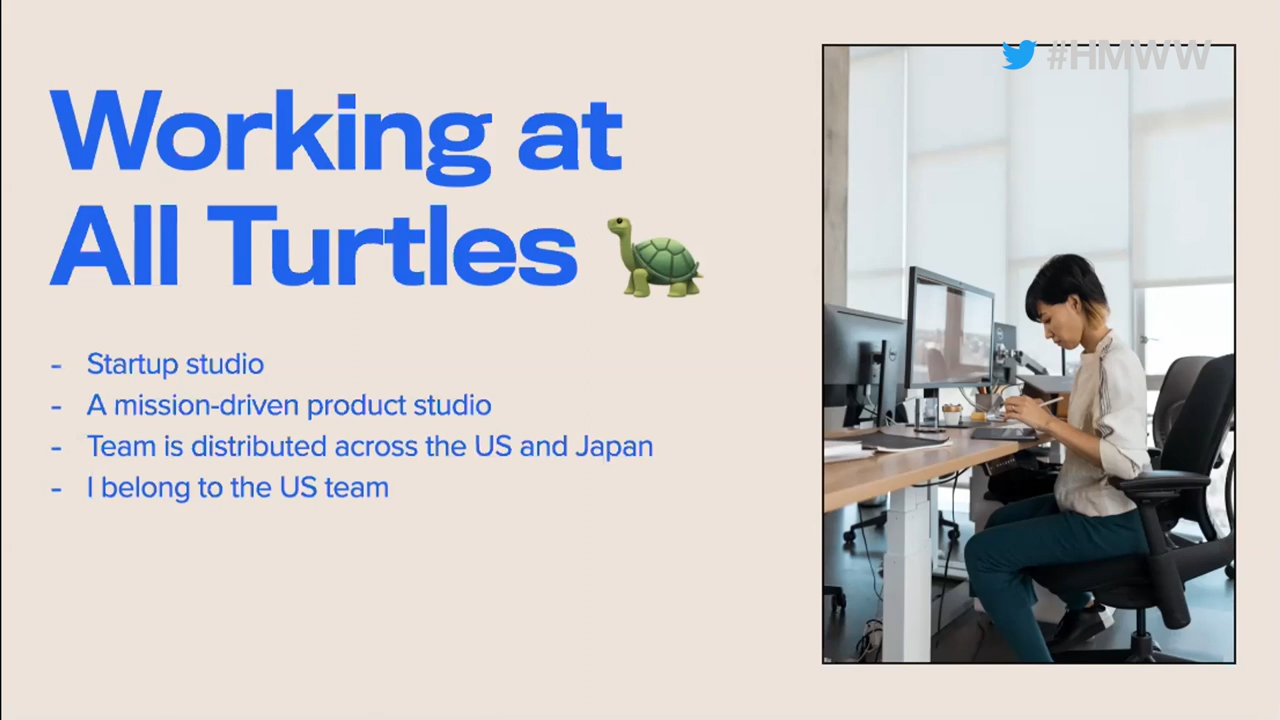 #HMWW
Working at
All Turtles 🐢
- Startup studio
- A mission-driven product studio
- Team is distributed across the US and Japan
- I belong to the US team